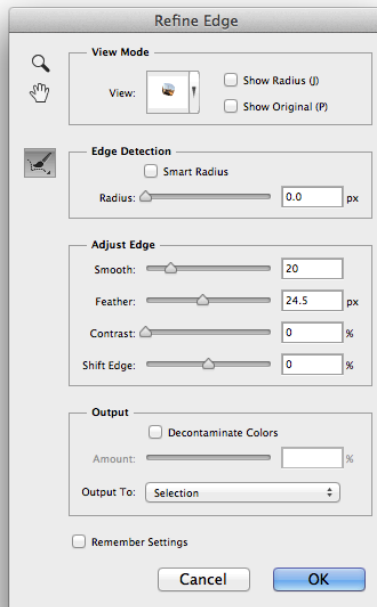 Refine Edge
View Mode
View:
Show Radius (J)
Show Original (P)
Edge Detection
Smart Radius
Radius: 0.0 px
Adjust Edge
Smooth: 20
Feather: 24.5 px
Contrast: 0 %
Shift Edge: 0 %
Output
Decontaminate Colors
Amount: %
Output To: Selection
Remember Settings
Cancel OK